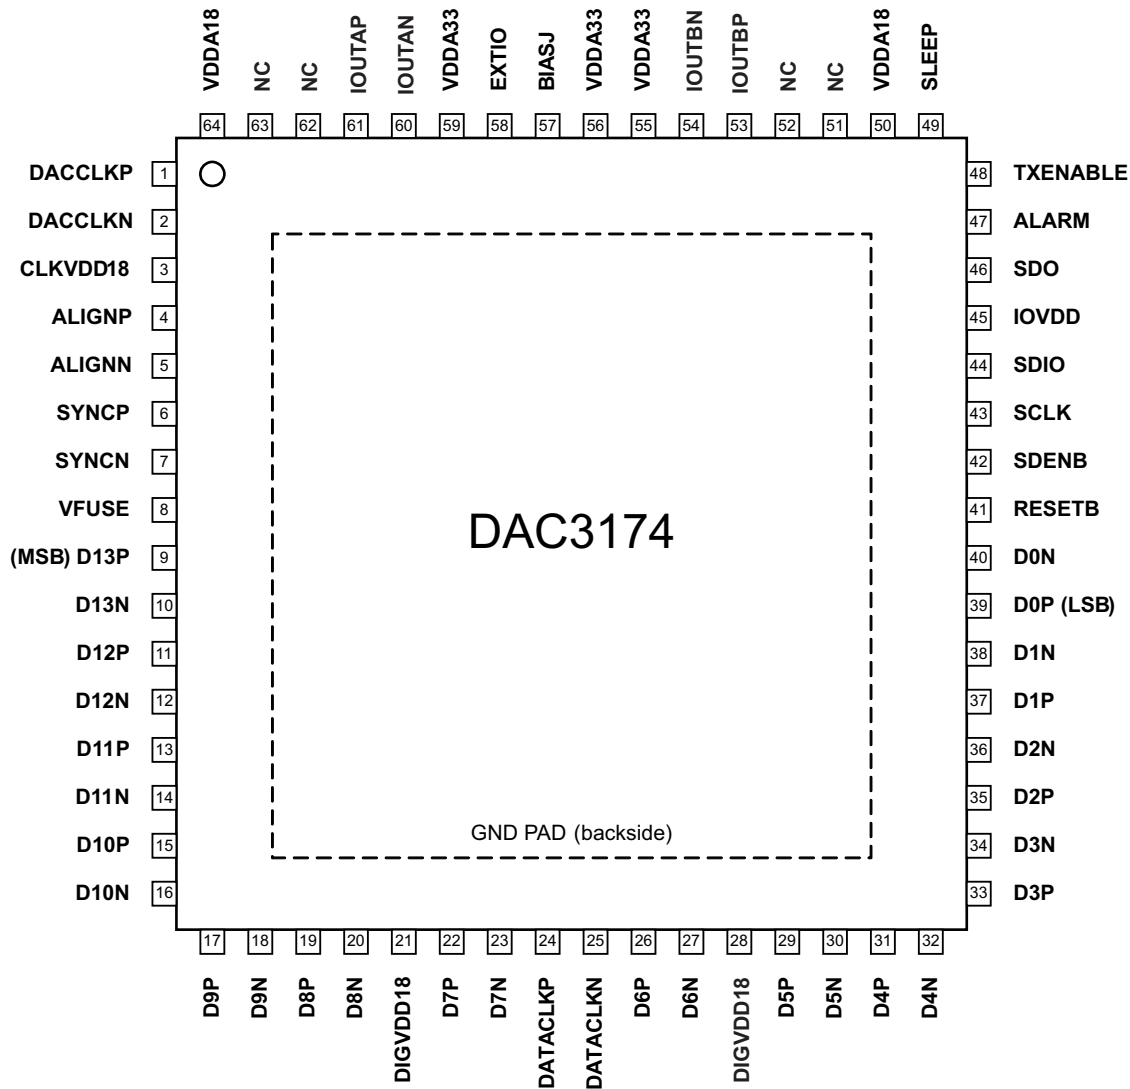 VDDA18
NC
NC
IOUTAP
IOUTAN
VDDA33
EXTIO
BIASJ
VDDA33
VDDA33
IOUTBN
IOUTBP
NC
NC
VDDA18
SLEEP
64 63 62 61 60 59 58 57 56 55 54 53 52 51 50 49
DACCLKP 1
DACCLKN 2
CLKVDD18 3
ALIGNP 4
ALIGNN 5
SYNCP 6
SYNCN 7
VFUSE 8
(MSB) D13P 9
D13N 10
D12P 11
D12N 12
D11P 13
D11N 14
D10P 15
D10N 16
DAC3174
GND PAD (backside)
48 TXENABLE
47 ALARM
46 SDO
45 IOVDD
44 SDIO
43 SCLK
42 SDENB
41 RESETB
40 D0N
39 D0P (LSB)
38 D1N
37 D1P
36 D2N
35 D2P
34 D3N
33 D3P
17 18 19 20 21 22 23 24 25 26 27 28 29 30 31 32
D9P
D9N
D8P
D8N
DIGVDD18
D7P
D7N
DATACLKP
DATACLKN
D6P
D6N
DIGVDD18
D5P
D5N
D4P
D4N